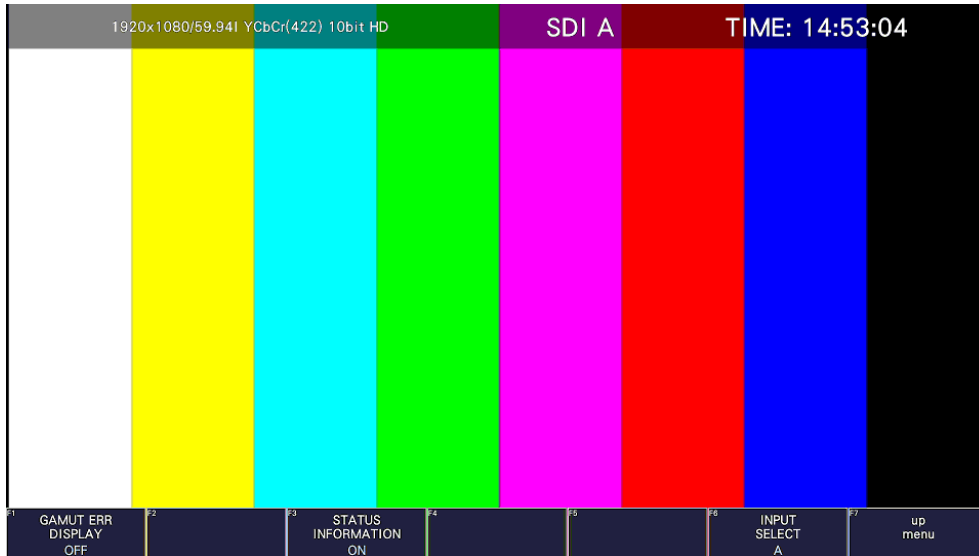 1920x1080/59.94I YCbCr(422) 10bit HD SDI A TIME: 14:53:04
F1 GAMUT ERR DISPLAY OFF
F2
F3 STATUS INFORMATION ON
F4
F5
F6 INPUT SELECT A
F7 up menu